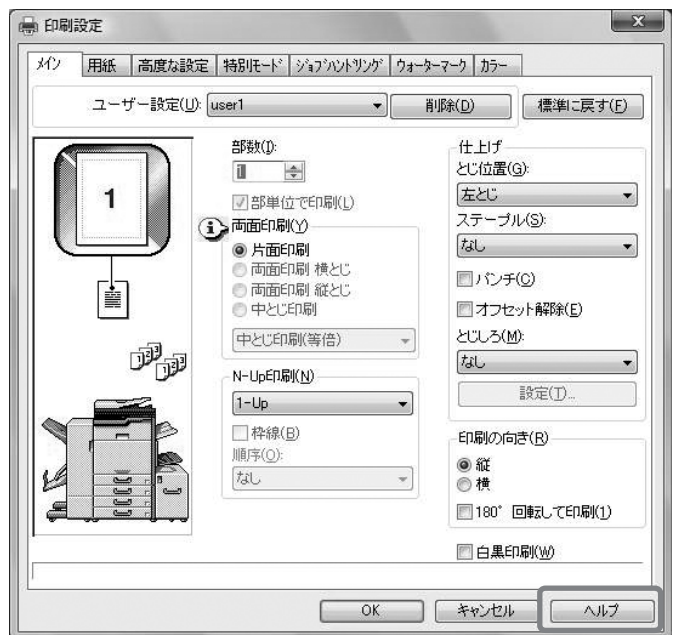 印刷設定
メイン 用紙 高度な設定 特別モード ジョブハンドリング ウォーターマーク カラー
ユーザー設定(U): user1 削除(D) 標準に戻す(F)
1
1 2 3
1 2 3
部数(I):
1
部単位で印刷(L)
両面印刷(Y)
片面印刷
両面印刷 横とじ
両面印刷 縦とじ
中とじ印刷
中とじ印刷(等倍)
N-Up印刷(N)
1-Up
枠線(B)
順序(O):
なし
仕上げ
とじ位置(G):
左とじ
ステープル(S):
なし
パンチ(C)
オフセット解除(E)
とじしろ(M):
なし
設定(T)...
印刷の向き(R)
縦
横
180° 回転して印刷(1)
白黒印刷(W)
OK キャンセル ヘルプ